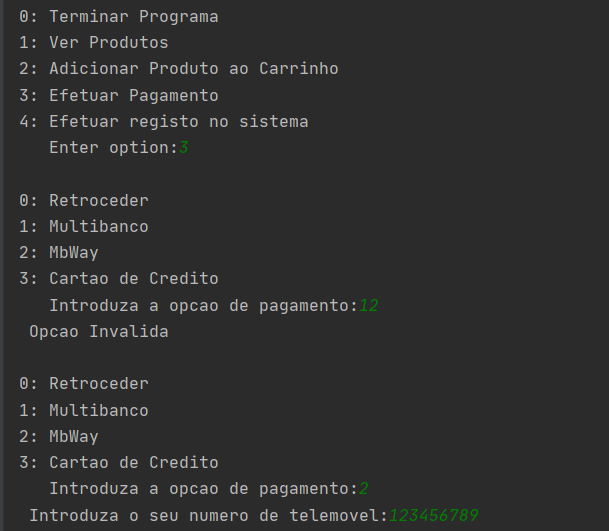 0: Terminar Programa
1: Ver Produtos
2: Adicionar Produto ao Carrinho
3: Efetuar Pagamento
4: Efetuar registo no sistema
Enter option:3
0: Retroceder
1: Multibanco
2: MbWay
3: Cartao de Credito
Introduza a opcao de pagamento:12
Opcao Invalida
0: Retroceder
1: Multibanco
2: MbWay
3: Cartao de Credito
Introduza a opcao de pagamento:2
Introduza o seu numero de telemovel:123456789